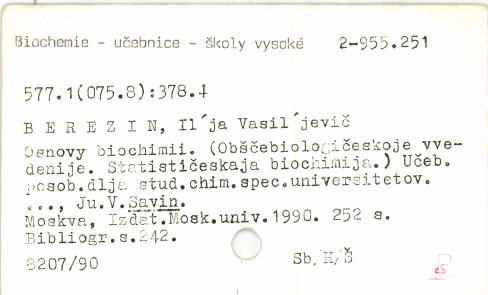 Biochemie - učebnice - školy vysoké 2-955.251
577.1(075.8):378.4
B E R E Z I N, Il´ja Vasil´jevič
Osnovy biochimii. (Obščebiologičeskoje vve-
denije. Statističeskaja biochimija.) Učeb.
posob.dlja stud.chim.spec.universitetov.
..., Ju.V.Savin.
Moskva, Izdat.Mosk.univ.1990. 252 s.
Bibliogr.s.242.
8207/90 Sb/H/Š